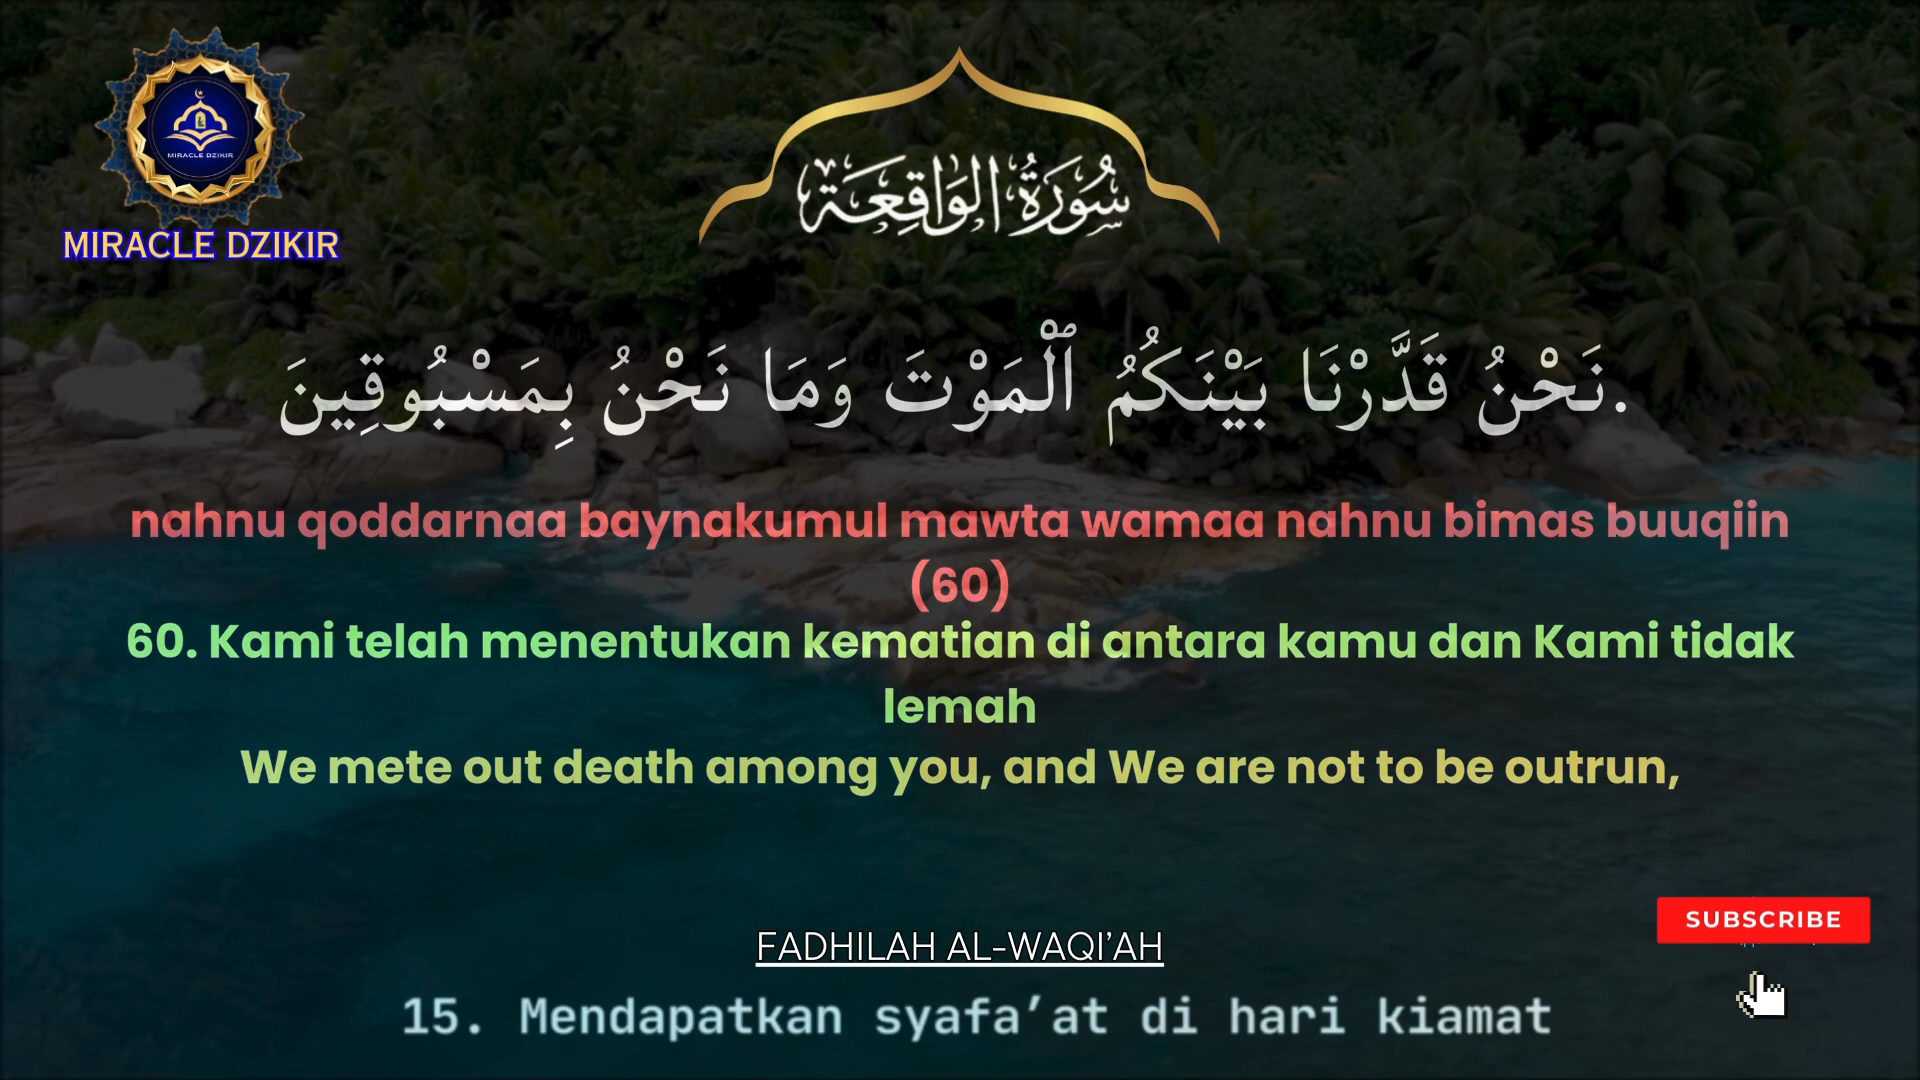 MIRACLE DZIKIR
MIRACLE DZIKIR
سُورَةُ الوَاقِعَة
نَحْنُ قَدَّرْنَا بَيْنَكُمُ ٱلْمَوْتَ وَمَا نَحْنُ بِمَسْبُوقِينَ.
nahnu qoddarnaa baynakumul mawta wamaa nahnu bimas buuqiin
(60)
60. Kami telah menentukan kematian di antara kamu dan Kami tidak
lemah
We mete out death among you, and We are not to be outrun,
SUBSCRIBE
FADHILAH AL-WAQI’AH
15. Mendapatkan syafa’at di hari kiamat